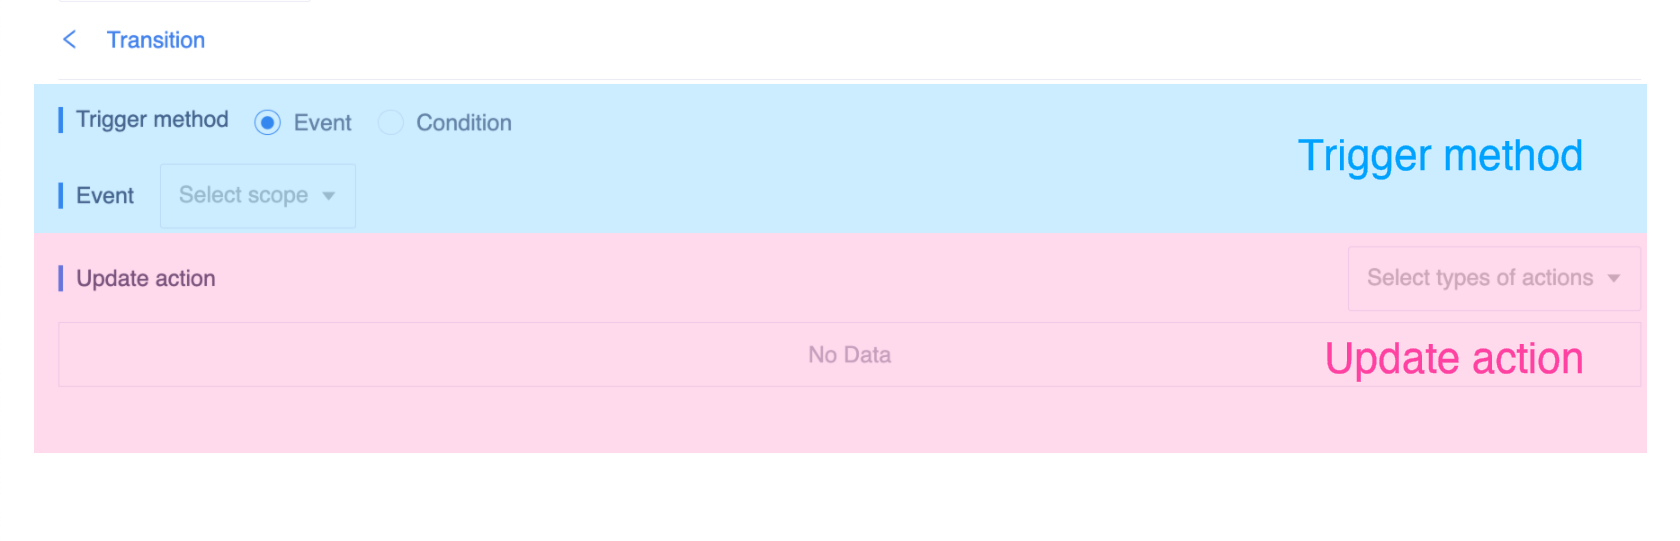 Transition
Trigger method Event Condition
Trigger method
Event Select scope
Update action Select types of actions
No Data
Update action